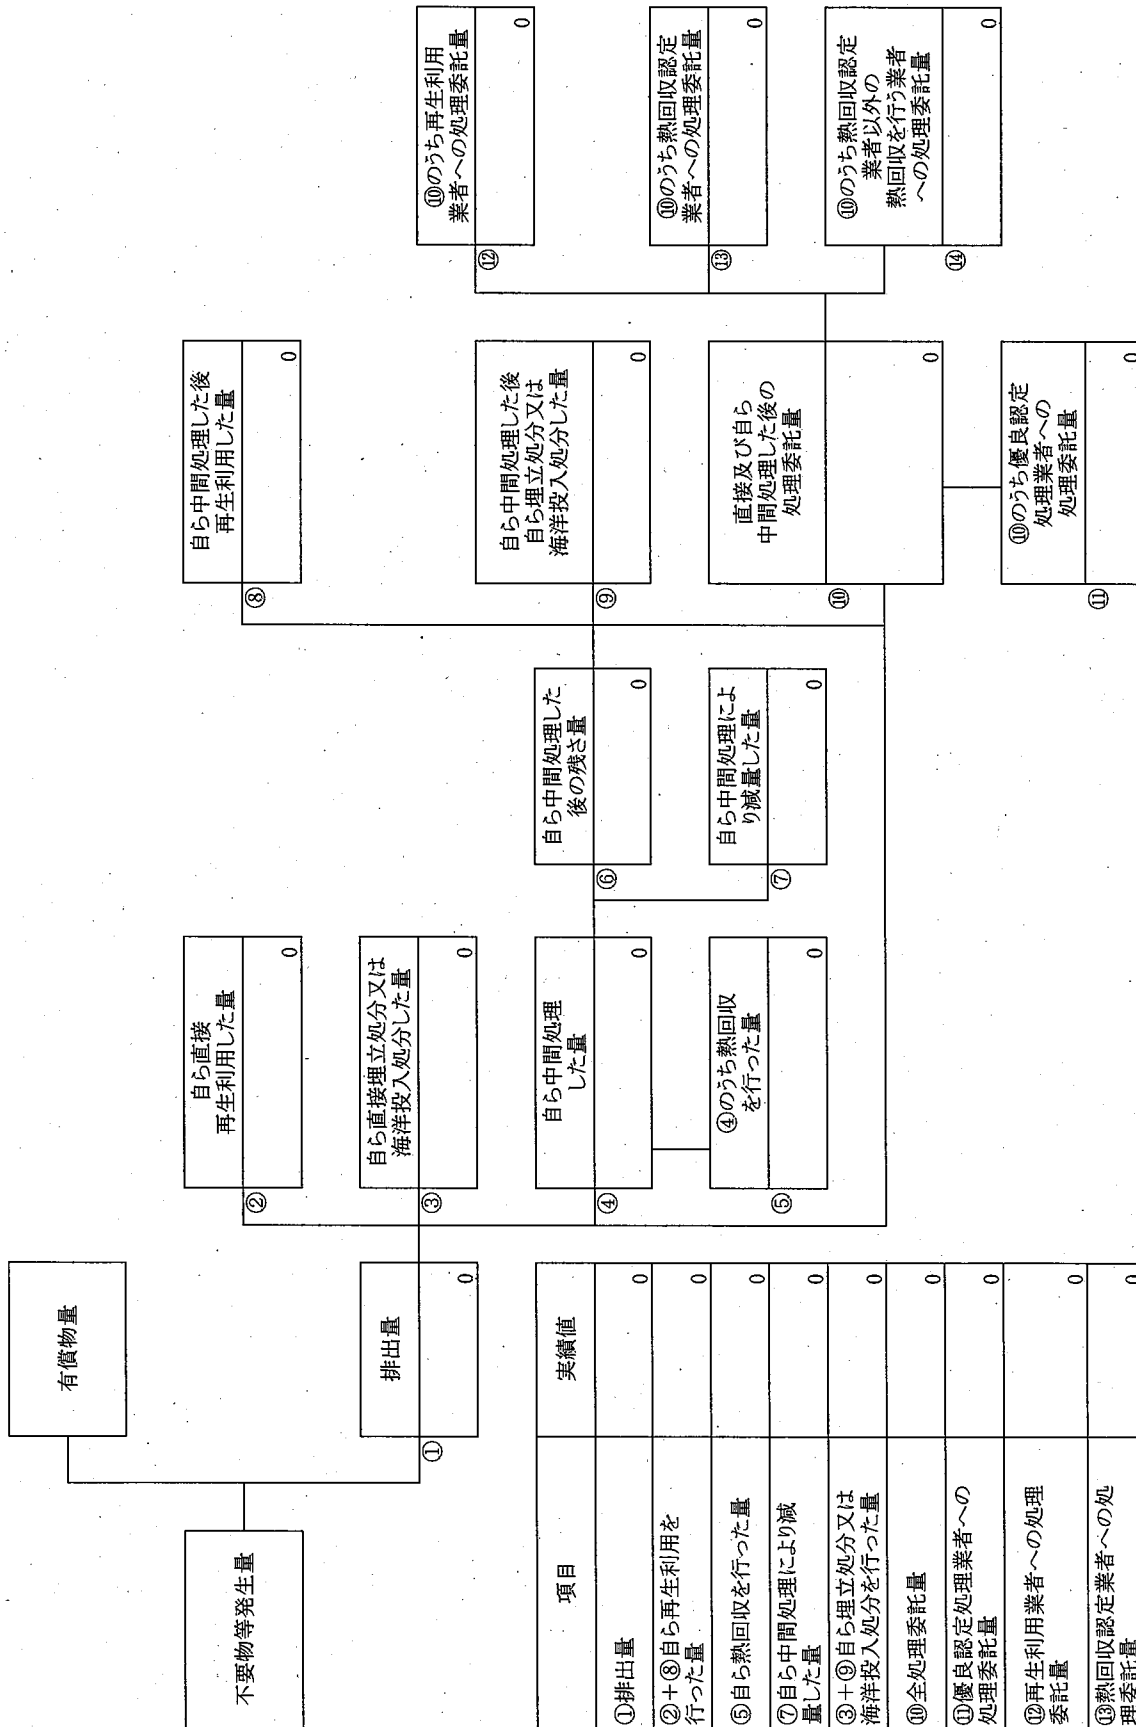 有償物量
不要物等発生量
排出量
①
0
自ら直接
再生利用した量
②
0
自ら直接埋立処分又は
海洋投入処分した量
③
0
自ら中間処理
した量
④
0
④のうち熱回収
を行った量
⑤
0
自ら中間処理した
後の残さ量
⑥
0
自ら中間処理によ
り減量した量
⑦
0
自ら中間処理した後
再生利用した量
⑧
0
自ら中間処理した後
自ら埋立処分又は
海洋投入処分した量
⑨
0
直接及び自ら
中間処理した後の
処理委託量
⑩
0
⑩のうち優良認定
処理業者への
処理委託量
⑪
0
⑩のうち再生利用
業者への処理委託量
⑫
0
⑩のうち熱回収認定
業者への処理委託量
⑬
0
⑩のうち熱回収認定
業者以外の
熱回収を行う業者
への処理委託量
⑭
0
項目
実績値
①排出量
0
②+⑧自ら再生利用を
行った量
0
⑤自ら熱回収を行った量
0
⑦自ら中間処理により減
量した量
0
③+⑨自ら埋立処分又は
海洋投入処分を行った量
0
⑩全処理委託量
0
⑪優良認定処理業者への
処理委託量
0
⑫再生利用業者への処理
委託量
0
⑬熱回収認定業者への処
理委託量
0